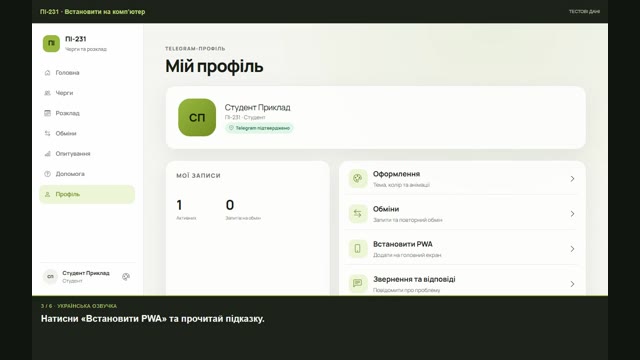 ПІ-231 · Встановити на комп'ютер
ТЕСТОВІ ДАНІ
ПІ
ПІ-231
Черги та розклад
Головна
Черги
Розклад
Обміни
Опитування
Допомога
Профіль
СП
Студент Приклад
Студент
TELEGRAM-ПРОФІЛЬ
Мій профіль
СП
Студент Приклад
ПІ-231 · Студент
Telegram підтверджено
МОЇ ЗАПИСИ
1
0
Активні
Запитів на обмін
Оформлення
Тема, колір та анімації
Обміни
Запити та повторний обмін
Встановити PWA
Додати на головний екран
Звернення та відповіді
Повідомити про проблему
3 / 6 · УКРАЇНСЬКА ОЗВУЧКА
Натисни «Встановити PWA» та прочитай підказку.